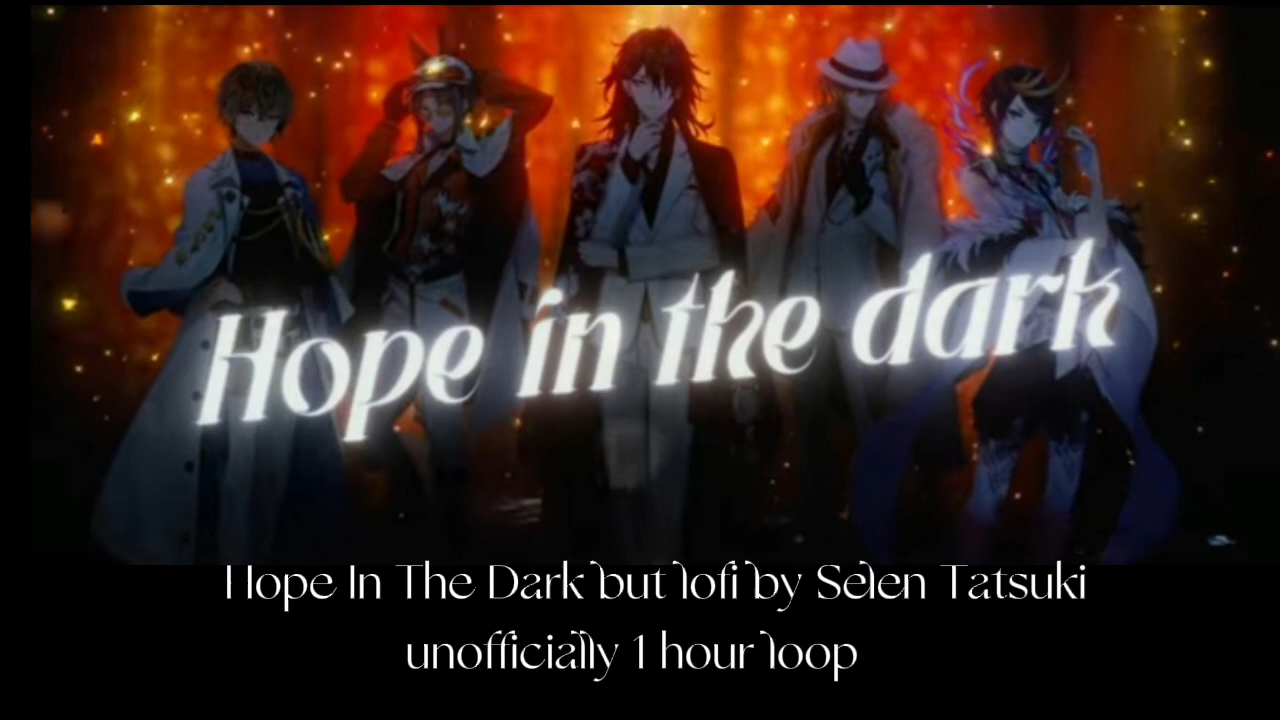 Hope in the dark
Hope In The Dark but lofi by Selen Tatsuki
unofficially 1 hour loop